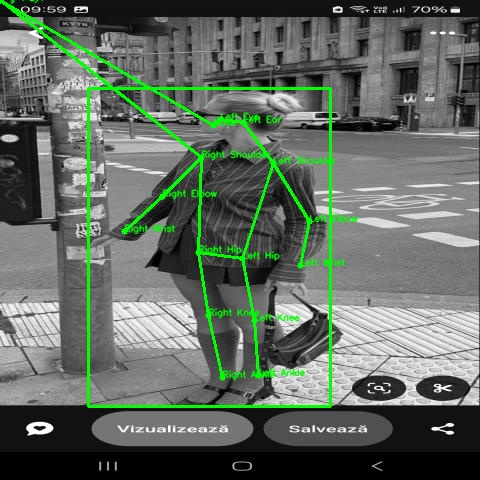 09:59
70%
KYTN
Left Eye
Left Ear
Right Shoulder
Left Shoulder
Right Elbow
Left Elbow
Right Wrist
Left Wrist
Right Hip
Left Hip
Right Knee
Left Knee
Right Ankle
Left Ankle
Vizualizează
Salvează